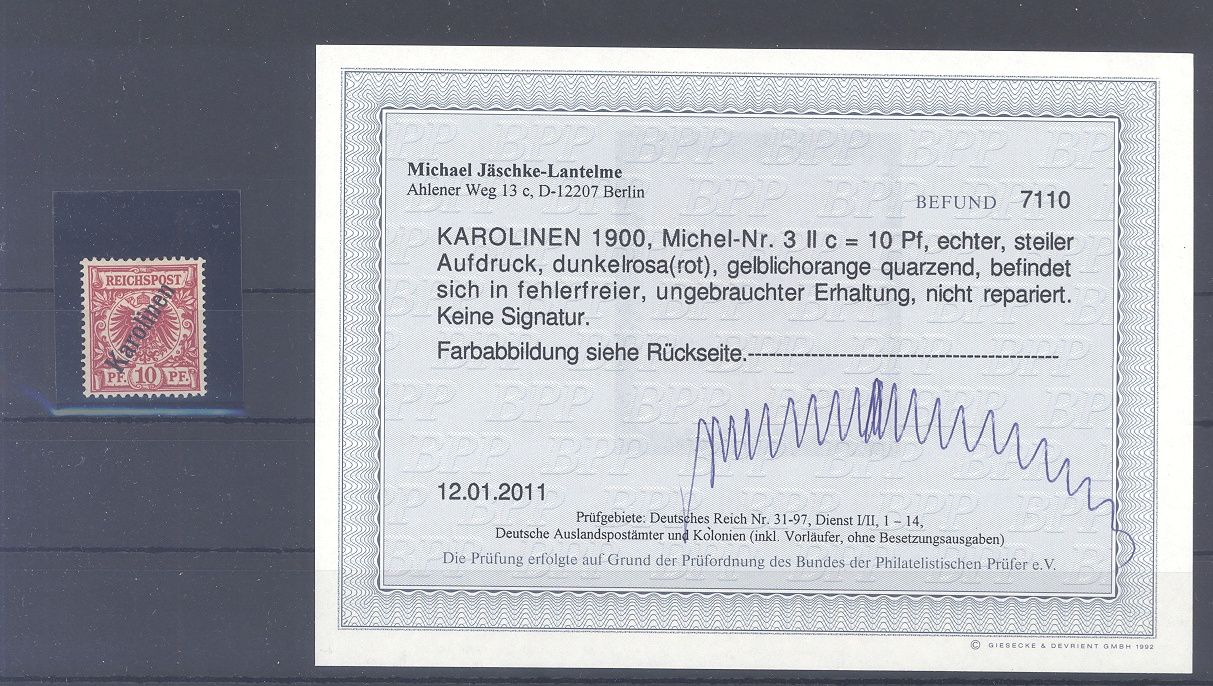 REICHSPOST
Karolinen
PF. 10 PF.
Michael Jäschke-Lantelme
Ahlener Weg 13 c, D-12207 Berlin
BEFUND 7110
KAROLINEN 1900, Michel-Nr. 3 II c = 10 Pf, echter, steiler
Aufdruck, dunkelrosa(rot), gelblichorange quarzend, befindet
sich in fehlerfreier, ungebrauchter Erhaltung, nicht repariert.
Keine Signatur.
Farbabbildung siehe Rückseite.----------------------------------------
12.01.2011
Prüfgebiete: Deutsches Reich Nr. 31-97, Dienst I/II, 1 – 14,
Deutsche Auslandspostämter und Kolonien (inkl. Vorläufer, ohne Besetzungsausgaben)
Die Prüfung erfolgte auf Grund der Prüfordnung des Bundes der Philatelistischen Prüfer e.V.
© GIESECKE & DEVRIENT GMBH 1992